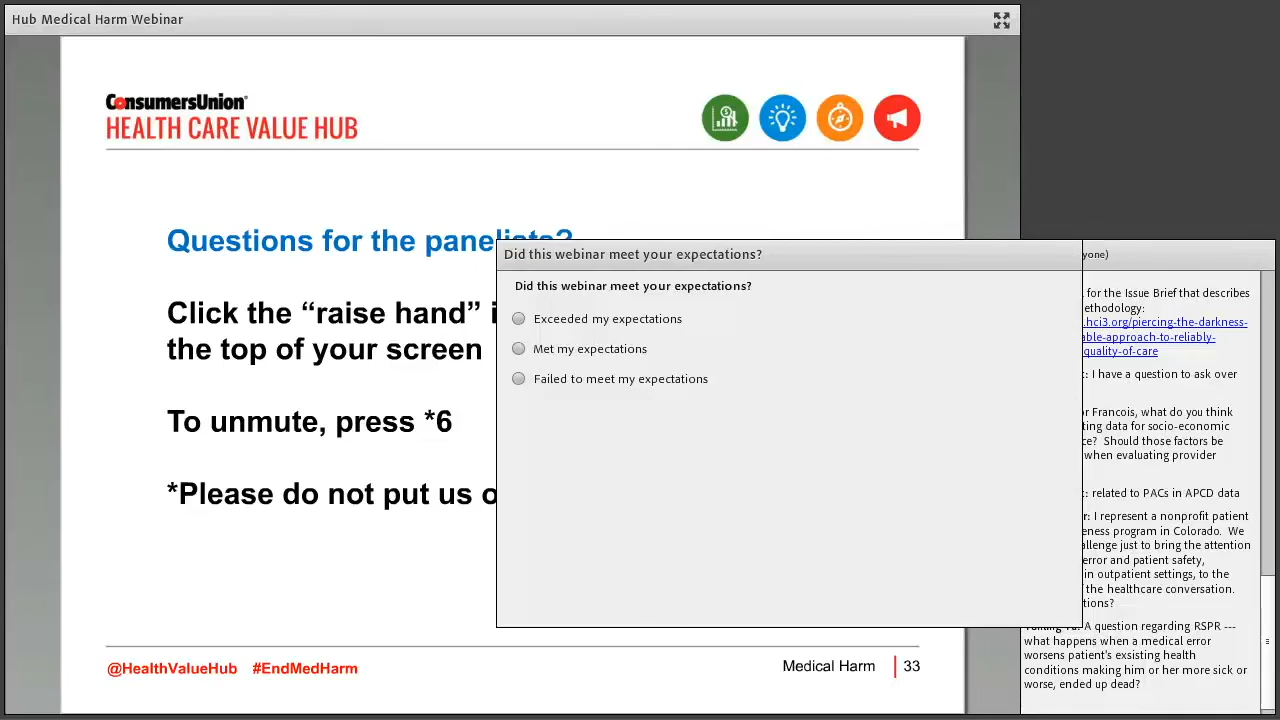 Hub Medical Harm Webinar
ConsumersUnion
HEALTH CARE VALUE HUB
Questions for the panelists?
Click the “raise hand”
the top of your screen
To unmute, press *6
*Please do not put us
@HealthValueHub #EndMedHarm
Medical Harm 33
Did this webinar meet your expectations?
Did this webinar meet your expectations?
Exceeded my expectations
Met my expectations
Failed to meet my expectations
yone)
for the Issue Brief that describes
ethodology:
.hci3.org/piercing-the-darkness-
able-approach-to-reliably-
quality-of-care
: I have a question to ask over
or Francois, what do you think
ting data for socio-economic
ce? Should those factors be
when evaluating provider
: related to PACs in APCD data
r: I represent a nonprofit patient
eness program in Colorado. We
allenge just to bring the attention
error and patient safety,
in outpatient settings, to the
f the healthcare conversation.
tions?
A question regarding RSPR ---
what happens when a medical error
worsens patient's exsisting health
conditions making him or her more sick or
worse, ended up dead?